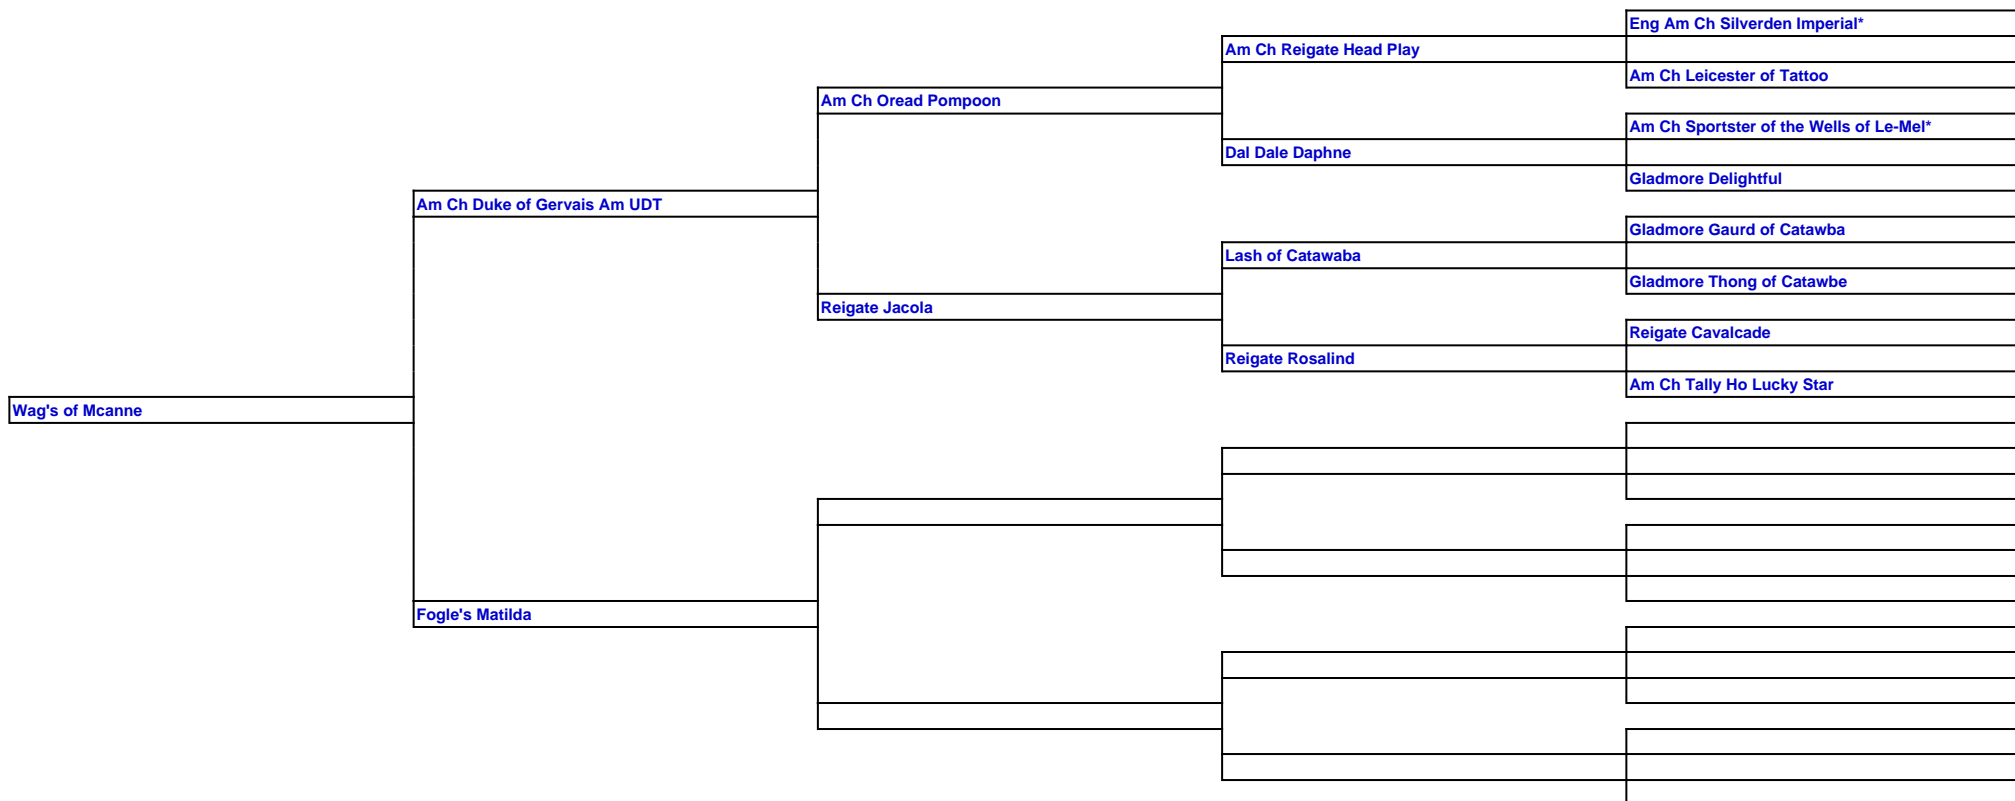 Eng Am Ch Silverden Imperial*
Am Ch Reigate Head Play
Am Ch Leicester of Tattoo
Am Ch Oread Pompoon
Am Ch Sportster of the Wells of Le-Mel*
Dal Dale Daphne
Gladmore Delightful
Am Ch Duke of Gervais Am UDT
Gladmore Gaurd of Catawba
Lash of Catawaba
Gladmore Thong of Catawbe
Reigate Jacola
Reigate Cavalcade
Reigate Rosalind
Am Ch Tally Ho Lucky Star
Wag's of Mcanne
Fogle's Matilda